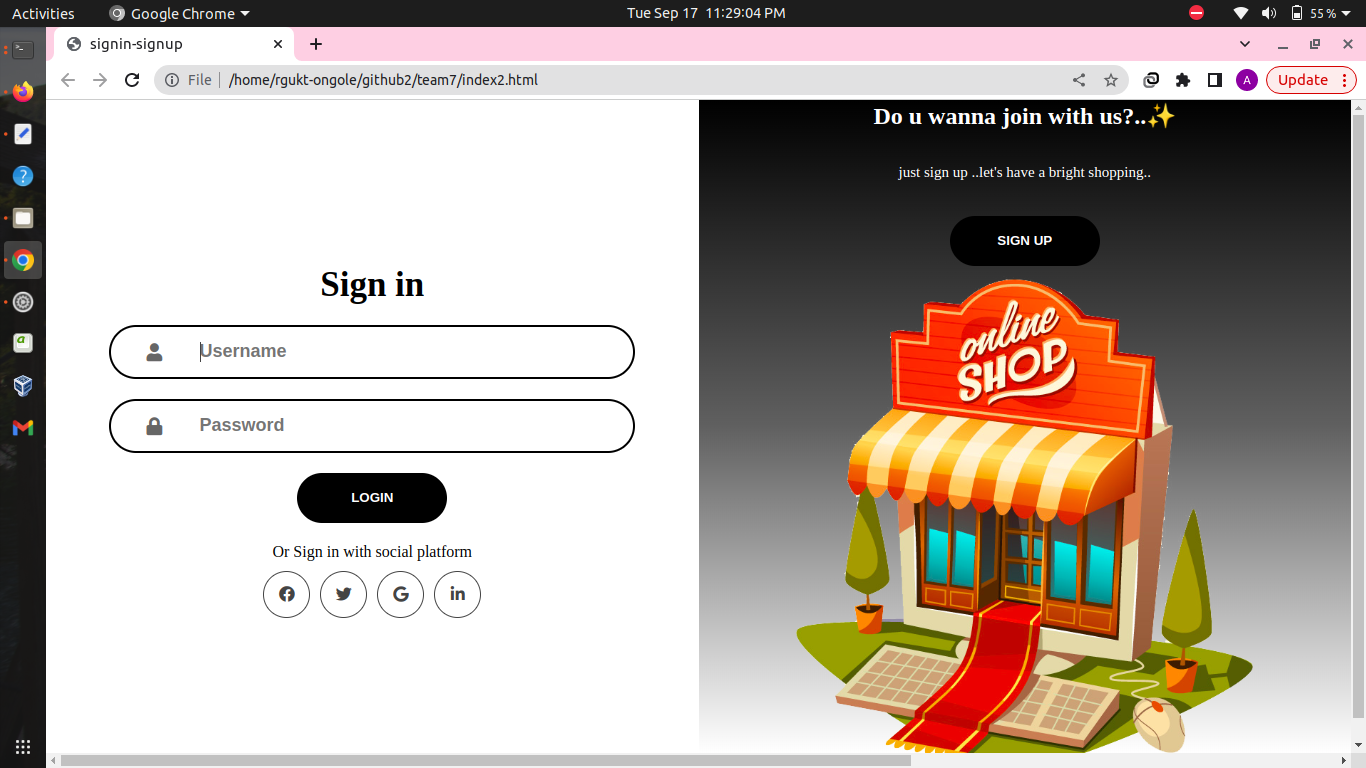 Activities
Google Chrome
Tue Sep 17 11:29:04 PM
55 %
signin-signup
File
/home/rgukt-ongole/github2/team7/index2.html
A
Update
Sign in
Username
Password
LOGIN
Or Sign in with social platform
Do u wanna join with us?..✨
just sign up ..let's have a bright shopping..
SIGN UP
online
SHOP